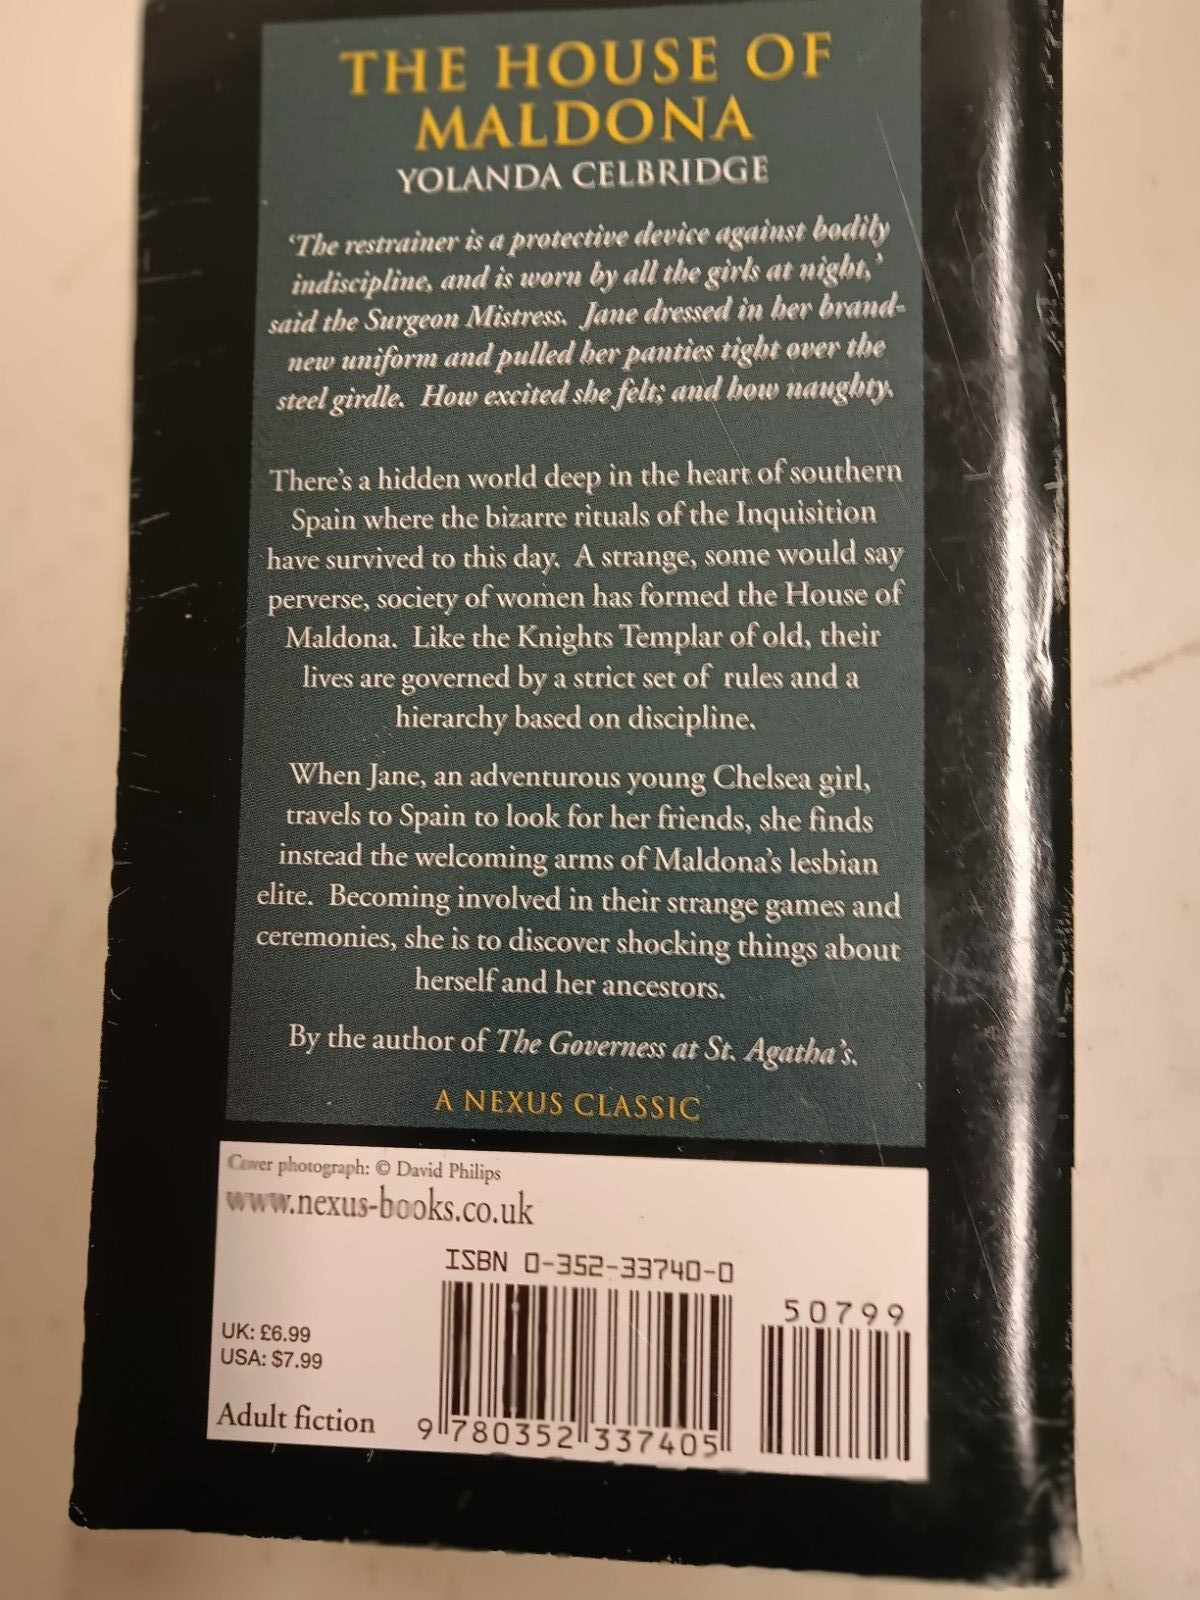 THE HOUSE OF
MALDONA
YOLANDA CELBRIDGE
‘The restrainer is a protective device against bodily
indiscipline, and is worn by all the girls at night,’
said the Surgeon Mistress. Jane dressed in her brand-
new uniform and pulled her panties tight over the
steel girdle. How excited she felt; and how naughty.
There's a hidden world deep in the heart of southern
Spain where the bizarre rituals of the Inquisition
have survived to this day. A strange, some would say
perverse, society of women has formed the House of
Maldona. Like the Knights Templar of old, their
lives are governed by a strict set of rules and a
hierarchy based on discipline.
When Jane, an adventurous young Chelsea girl,
travels to Spain to look for her friends, she finds
instead the welcoming arms of Maldona's lesbian
elite. Becoming involved in their strange games and
ceremonies, she is to discover shocking things about
herself and her ancestors.
By the author of The Governess at St. Agatha's.
A NEXUS CLASSIC
Cover photograph: © David Philips
www.nexus-books.co.uk
ISBN 0-352-33740-0
50799
UK: £6.99
USA: $7.99
Adult fiction
9 780352 337405